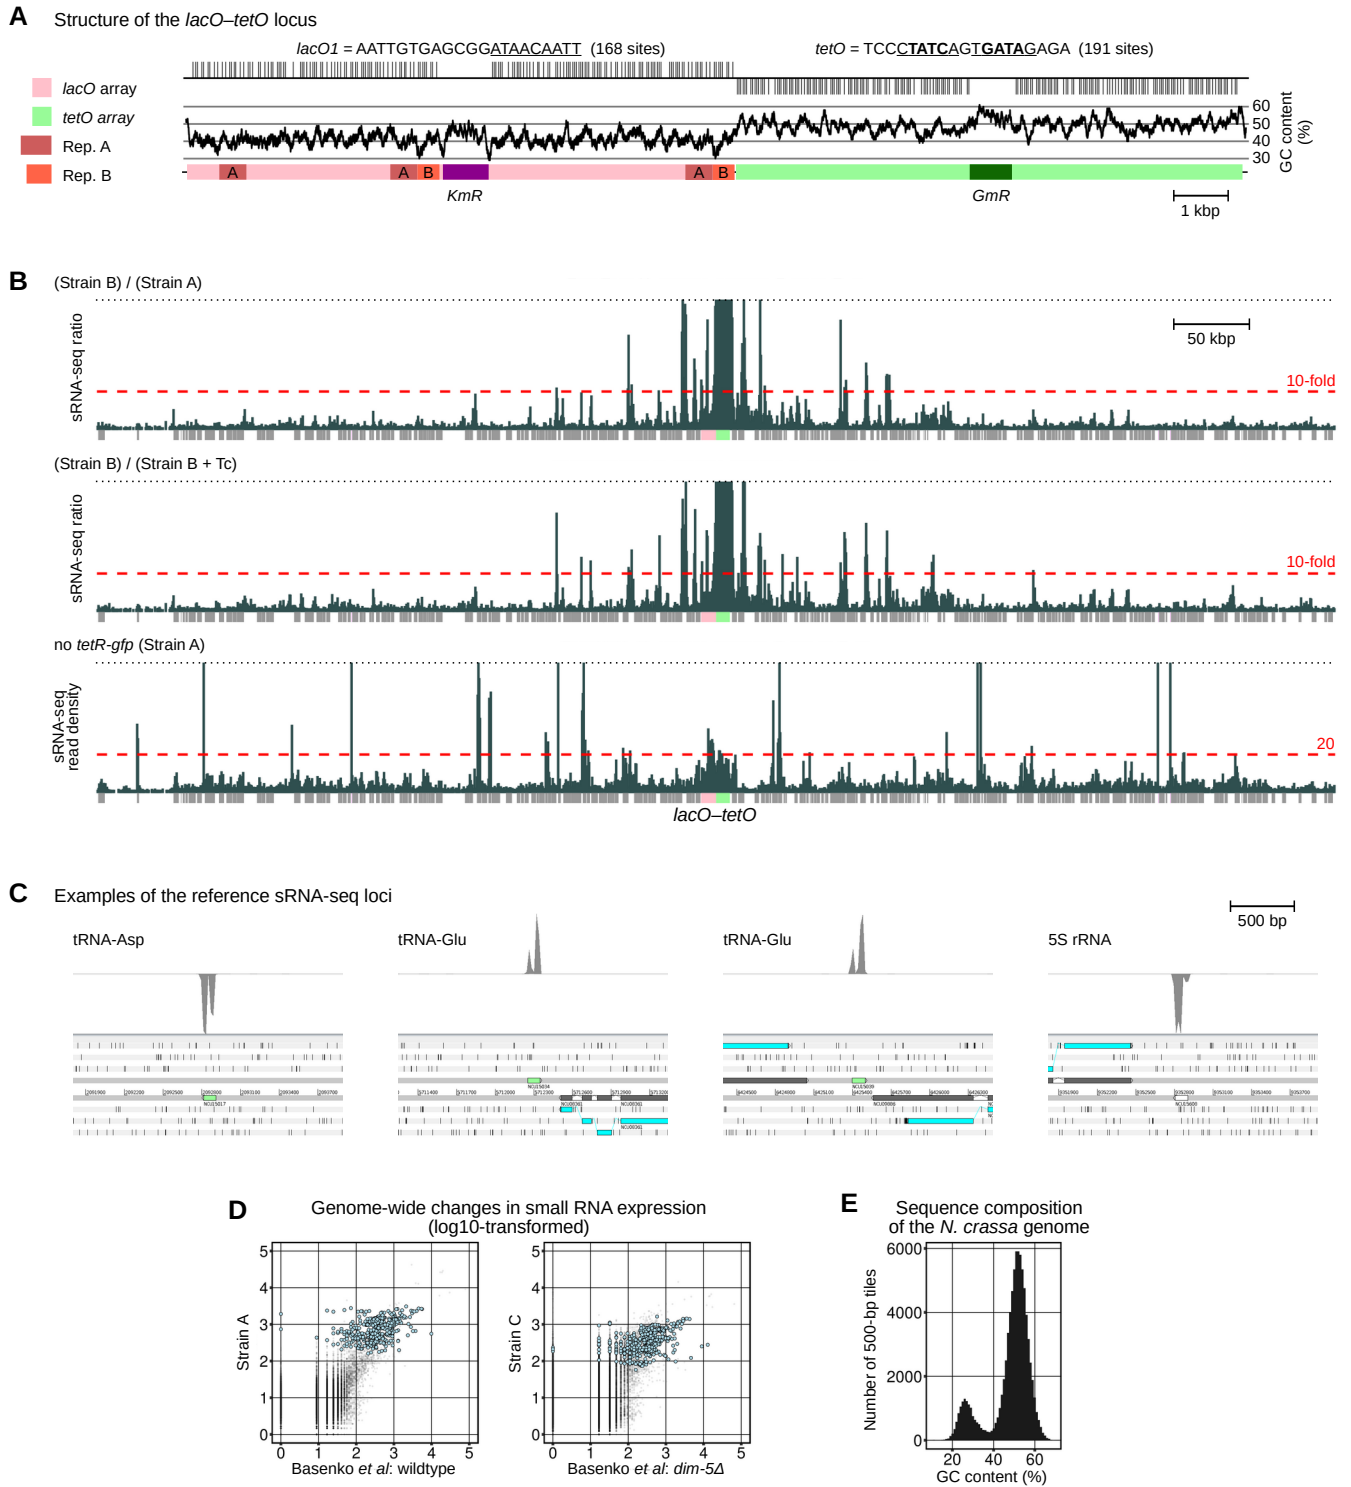 A Structure of the lacO–tetO locus
lacO1 = AATTGTGAGCGGATAACAATT (168 sites)
tetO = TCCCTATCAGTGATAGAGA (191 sites)
lacO array
tetO array
Rep. A
Rep. B
60
50
40
30
GC content (%)
A A B A B
KmR GmR
1 kbp
B (Strain B) / (Strain A)
sRNA-seq ratio
50 kbp
10-fold
(Strain B) / (Strain B + Tc)
sRNA-seq ratio
10-fold
no tetR-gfp (Strain A)
sRNA-seq
read density
20
lacO–tetO
C Examples of the reference sRNA-seq loci
500 bp
tRNA-Asp tRNA-Glu tRNA-Glu 5S rRNA
D Genome-wide changes in small RNA expression
(log10-transformed)
Strain A
5
4
3
2
1
0
0 1 2 3 4 5
Basenko et al: wildtype
Strain C
5
4
3
2
1
0
0 1 2 3 4 5
Basenko et al: dim-5Δ
E Sequence composition
of the N. crassa genome
Number of 500-bp tiles
6000
4000
2000
0
20 40 60
GC content (%)